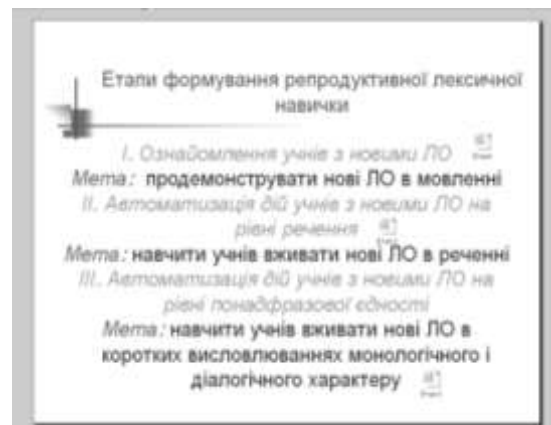 Етапи формування репродуктивної лексичної
навички
I. Ознайомлення учнів з новими ЛО
Мета: продемонструвати нові ЛО в мовленні
II. Автоматизація дій учнів з новими ЛО на
рівні речення
Мета: навчити учнів вживати нові ЛО в реченні
III. Автоматизація дій учнів з новими ЛО на
рівні понадфразової єдності
Мета: навчити учнів вживати нові ЛО в
коротких висловлюваннях монологічного і
діалогічного характеру